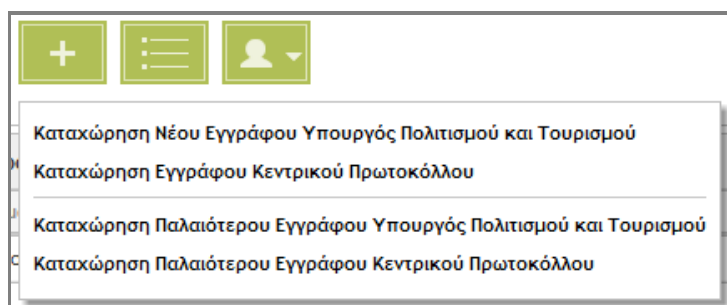 Καταχώρηση Νέου Εγγράφου Υπουργός Πολιτισμού και Τουρισμού
Καταχώρηση Εγγράφου Κεντρικού Πρωτοκόλλου
Καταχώρηση Παλαιότερου Εγγράφου Υπουργός Πολιτισμού και Τουρισμού
Καταχώρηση Παλαιότερου Εγγράφου Κεντρικού Πρωτοκόλλου